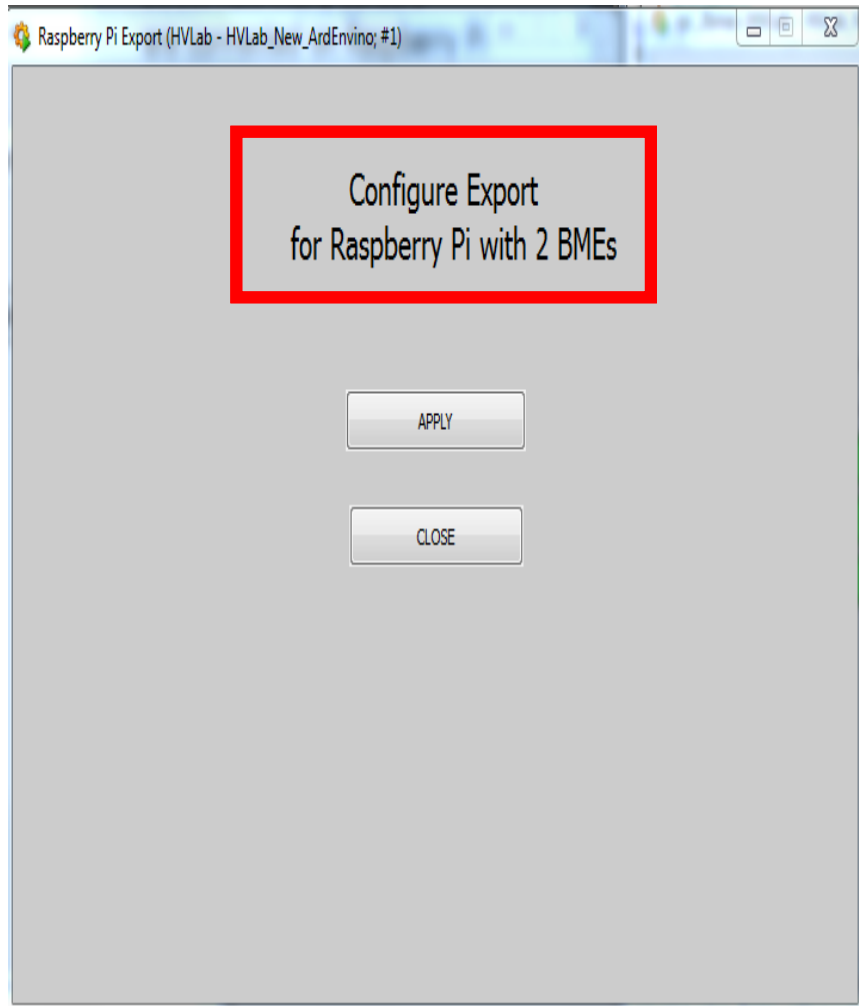 Raspberry Pi Export (HVLab - HVLab_New_ArdEnvino; #1)
Configure Export
for Raspberry Pi with 2 BMEs
APPLY
CLOSE